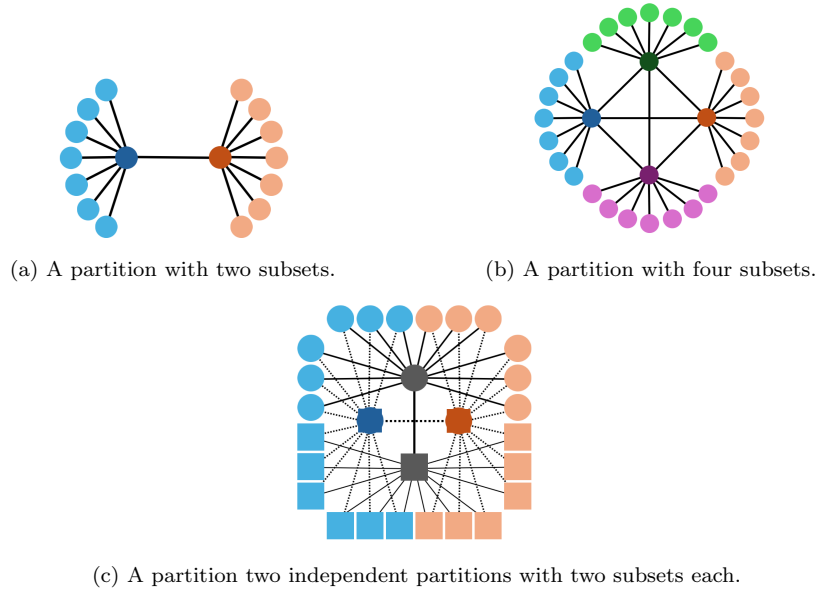 (a) A partition with two subsets.
(b) A partition with four subsets.
(c) A partition two independent partitions with two subsets each.